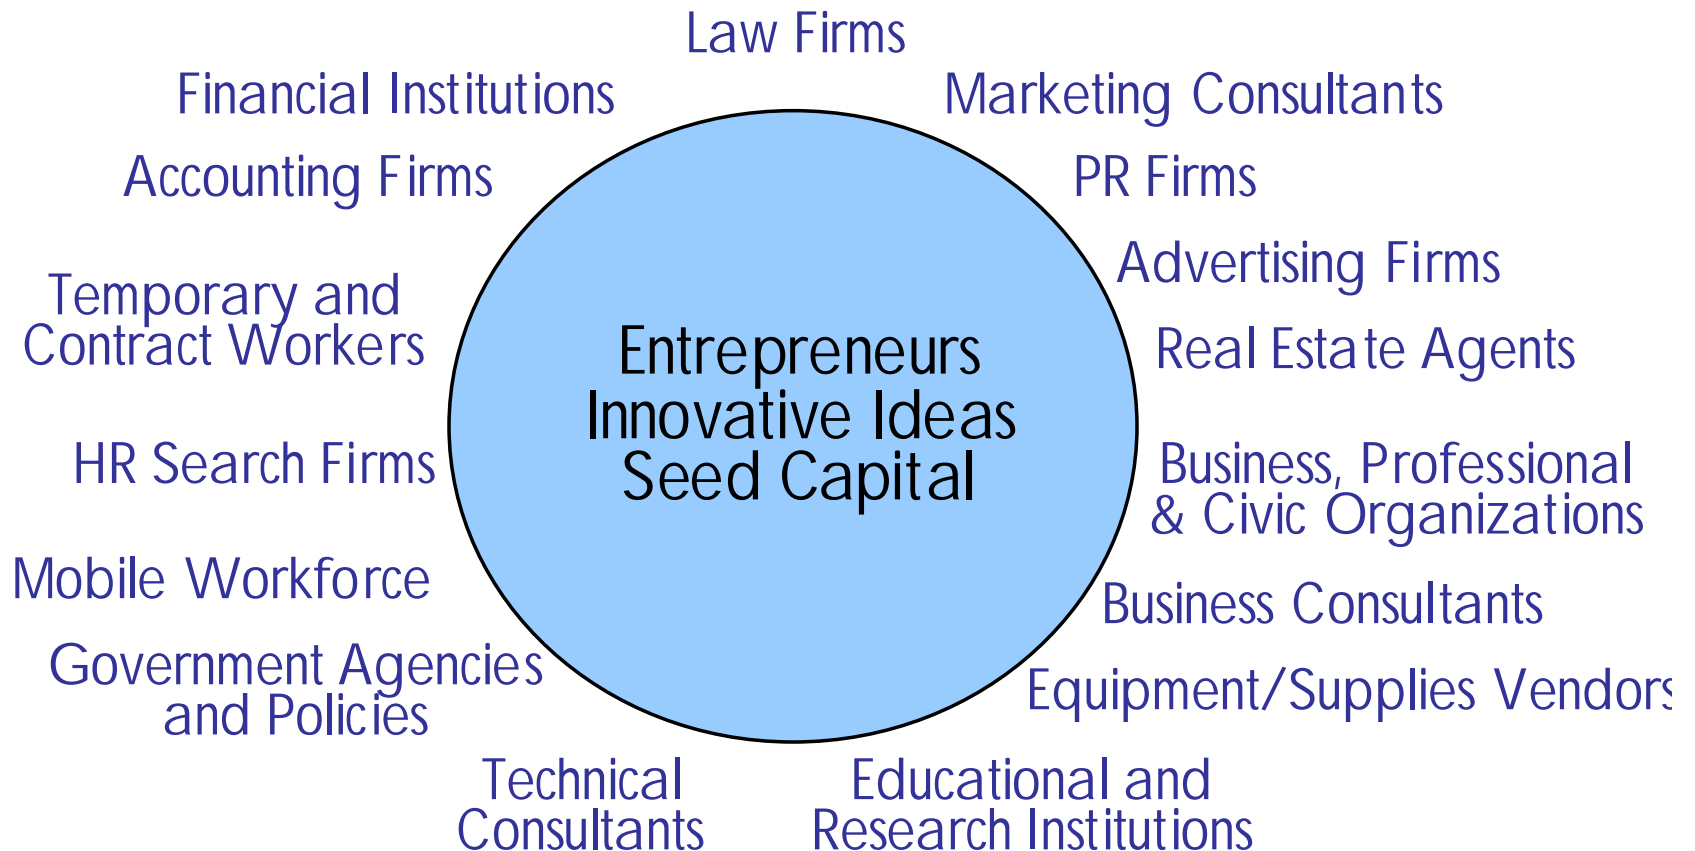 Law Firms
Financial Institutions
Marketing Consultants
Accounting Firms
PR Firms
Advertising Firms
Temporary and
Contract Workers
Real Estate Agents
Entrepreneurs
Innovative Ideas
Seed Capital
HR Search Firms
Business, Professional
& Civic Organizations
Mobile Workforce
Business Consultants
Government Agencies
and Policies
Equipment/Supplies Vendors
Technical
Consultants
Educational and
Research Institutions